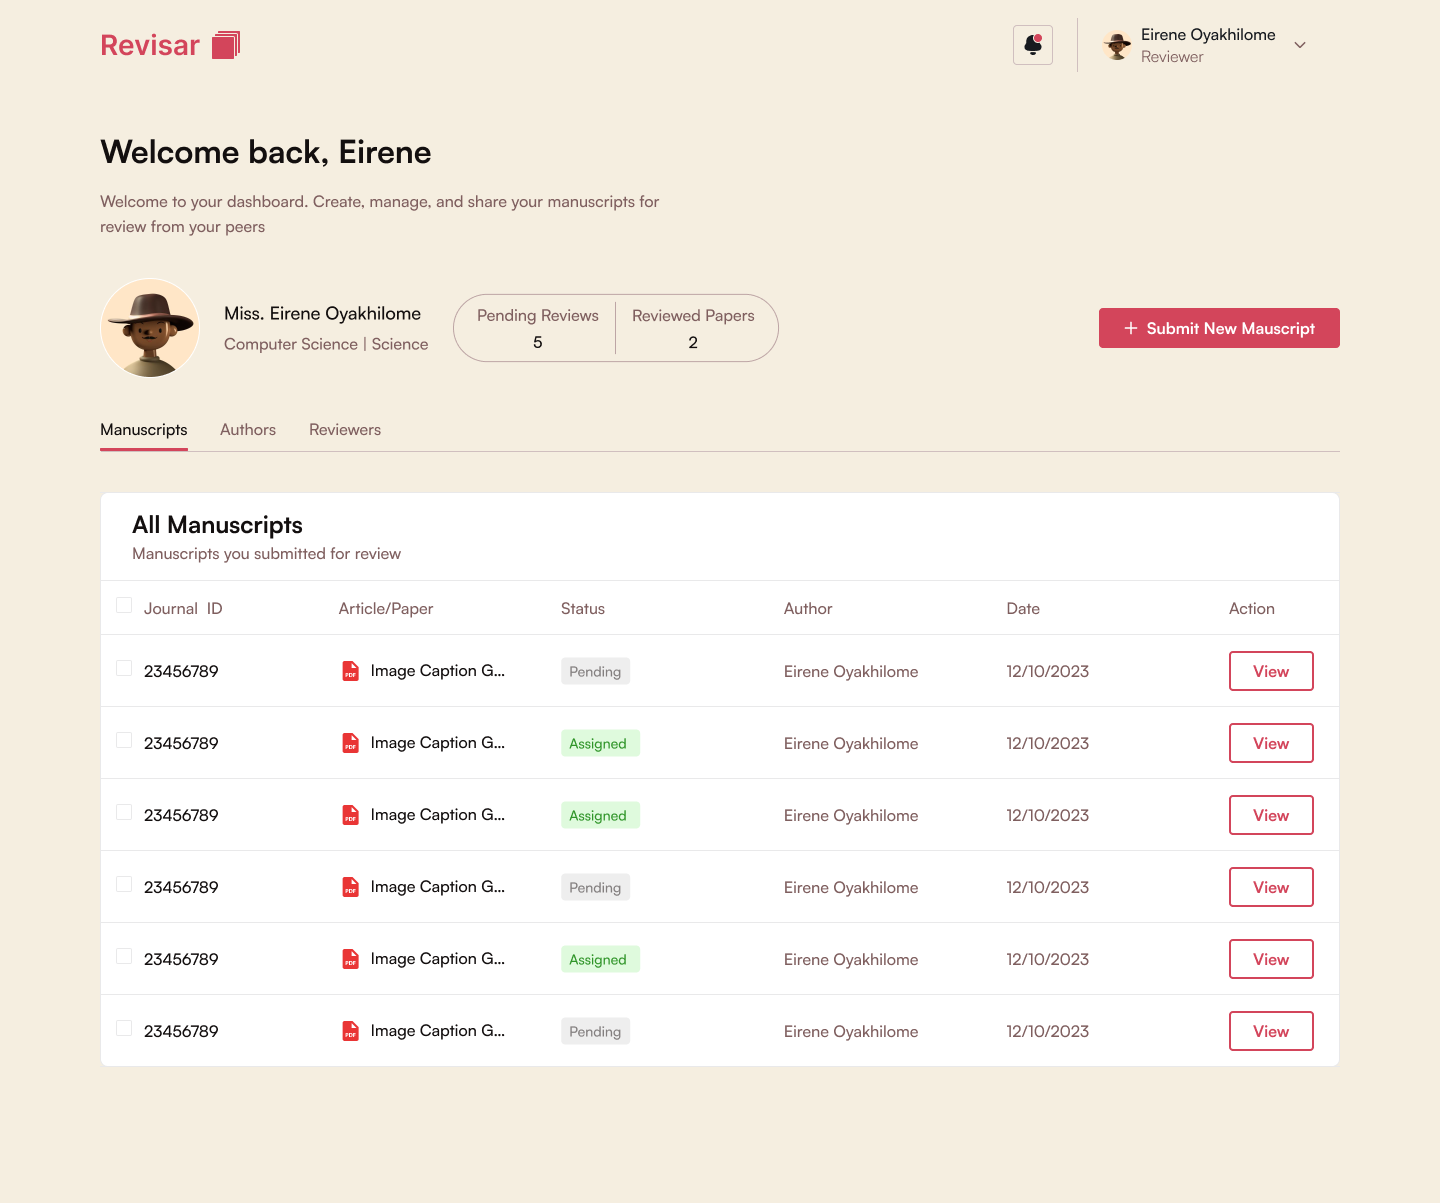 Revisar
Eirene Oyakhilome
Reviewer
Welcome back, Eirene
Welcome to your dashboard. Create, manage, and share your manuscripts for
review from your peers
Miss. Eirene Oyakhilome
Computer Science | Science
Pending Reviews
5
Reviewed Papers
2
Submit New Mauscript
Manuscripts Authors Reviewers
All Manuscripts
Manuscripts you submitted for review
Journal ID Article/Paper Status Author Date Action
23456789 PDF Image Caption G... Pending Eirene Oyakhilome 12/10/2023 View
23456789 PDF Image Caption G... Assigned Eirene Oyakhilome 12/10/2023 View
23456789 PDF Image Caption G... Assigned Eirene Oyakhilome 12/10/2023 View
23456789 PDF Image Caption G... Pending Eirene Oyakhilome 12/10/2023 View
23456789 PDF Image Caption G... Assigned Eirene Oyakhilome 12/10/2023 View
23456789 PDF Image Caption G... Pending Eirene Oyakhilome 12/10/2023 View